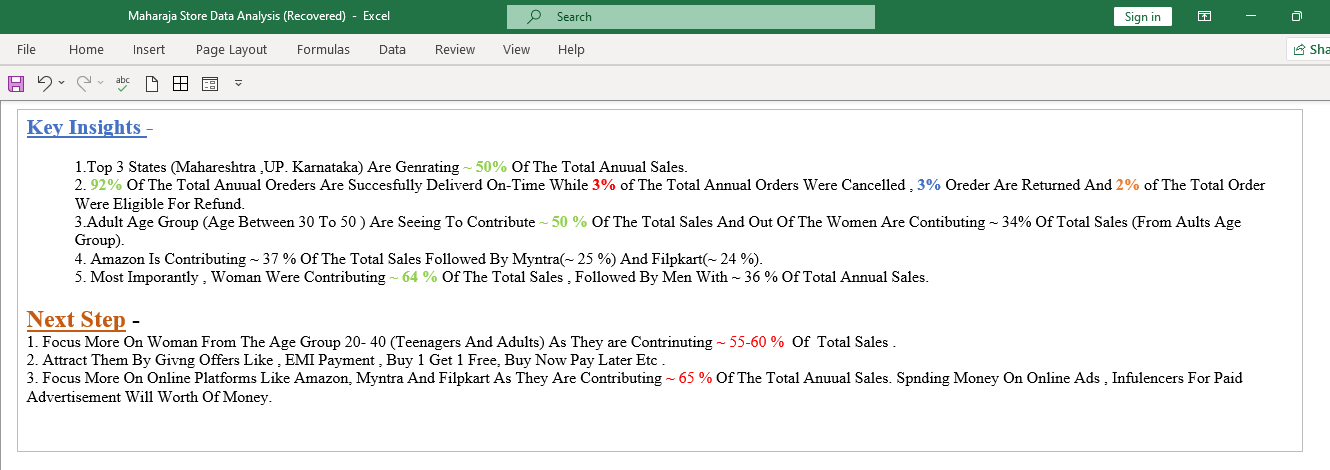 Maharaja Store Data Analysis (Recovered) - Excel
Search
Sign in
File Home Insert Page Layout Formulas Data Review View Help
Sha
abc
Key Insights -
1.Top 3 States (Mahareshtra ,UP. Karnataka) Are Genrating ~ 50% Of The Total Anuual Sales.
2. 92% Of The Total Anuual Oreders Are Succesfully Deliverd On-Time While 3% of The Total Annual Orders Were Cancelled , 3% Oreder Are Returned And 2% of The Total Order
Were Eligible For Refund.
3.Adult Age Group (Age Between 30 To 50 ) Are Seeing To Contribute ~ 50 % Of The Total Sales And Out Of The Women Are Contibuting ~ 34% Of Total Sales (From Aults Age
Group).
4. Amazon Is Contributing ~ 37 % Of The Total Sales Followed By Myntra(~ 25 %) And Filpkart(~ 24 %).
5. Most Imporantly , Woman Were Contributing ~ 64 % Of The Total Sales , Followed By Men With ~ 36 % Of Total Annual Sales.
Next Step -
1. Focus More On Woman From The Age Group 20- 40 (Teenagers And Adults) As They are Contrinuting ~ 55-60 % Of Total Sales .
2. Attract Them By Givng Offers Like , EMI Payment , Buy 1 Get 1 Free, Buy Now Pay Later Etc .
3. Focus More On Online Platforms Like Amazon, Myntra And Filpkart As They Are Contributing ~ 65 % Of The Total Anuual Sales. Spnding Money On Online Ads , Infulencers For Paid
Advertisement Will Worth Of Money.